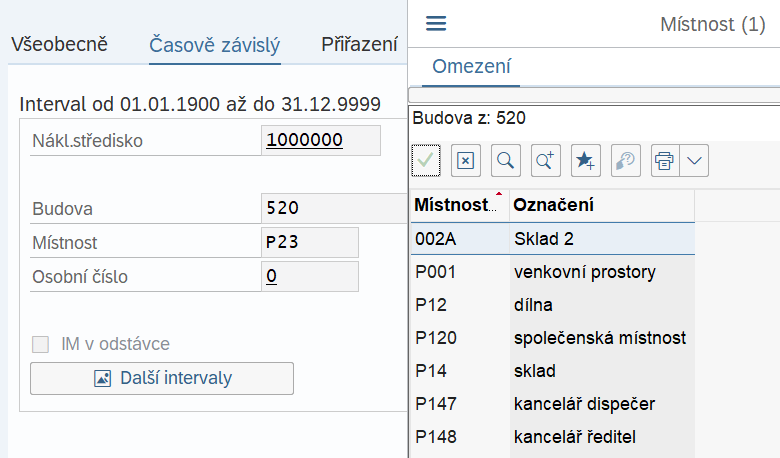 Všeobecně Časově závislý Přiřazení
Interval od 01.01.1900 až do 31.12.9999
Nákl.středisko 1000000
Budova 520
Místnost P23
Osobní číslo 0
IM v odstávce
Další intervaly
Místnost (1)
Omezení
Budova z: 520
Místnost... Označení
002A Sklad 2
P001 venkovní prostory
P12 dílna
P120 společenská místnost
P14 sklad
P147 kancelář dispečer
P148 kancelář ředitel